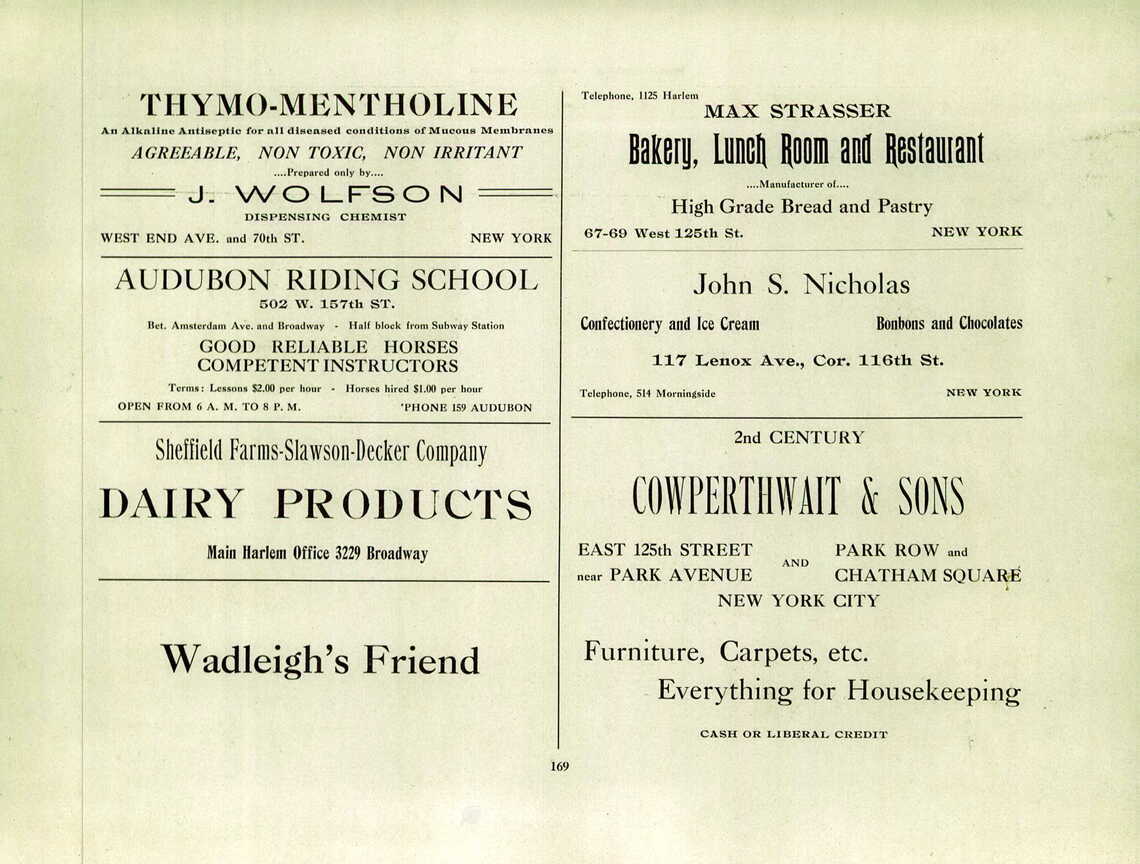 THYMO-MENTHOLINE
An Alkaline Antiseptic for all diseased conditions of Mucous Membranes
AGREEABLE, NON TOXIC, NON IRRITANT
....Prepared only by....
J. WOLFSON
DISPENSING CHEMIST
WEST END AVE. and 70th ST. NEW YORK
AUDUBON RIDING SCHOOL
502 W. 157th ST.
Bet. Amsterdam Ave. and Broadway - Half block from Subway Station
GOOD RELIABLE HORSES
COMPETENT INSTRUCTORS
Terms: Lessons $2.00 per hour - Horses hired $1.00 per hour
OPEN FROM 6 A. M. TO 8 P. M. 'PHONE 159 AUDUBON
Sheffield Farms-Slawson-Decker Company
DAIRY PRODUCTS
Main Harlem Office 3229 Broadway
Wadleigh's Friend
Telephone, 1125 Harlem
MAX STRASSER
Bakery, Lunch Room and Restaurant
....Manufacturer of....
High Grade Bread and Pastry
67-69 West 125th St. NEW YORK
John S. Nicholas
Confectionery and Ice Cream Bonbons and Chocolates
117 Lenox Ave., Cor. 116th St.
Telephone, 514 Morningside NEW YORK
2nd CENTURY
COWPERTHWAIT & SONS
EAST 125th STREET PARK ROW and
AND
near PARK AVENUE CHATHAM SQUARE
NEW YORK CITY
Furniture, Carpets, etc.
Everything for Housekeeping
CASH OR LIBERAL CREDIT
169